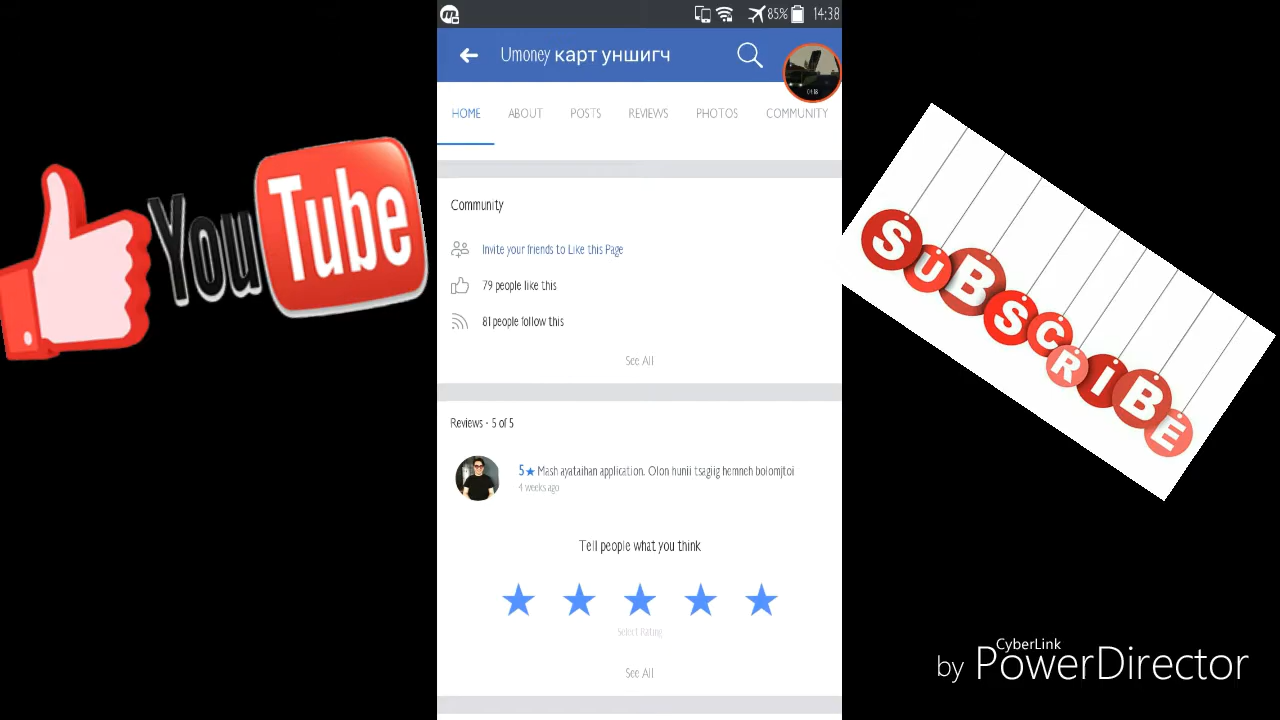 85% 14:38
Umoney карт уншигч
04:18
HOME ABOUT POSTS REVIEWS PHOTOS COMMUNITY
Community
Invite your friends to Like this Page
79 people like this
81 people follow this
See All
Reviews - 5 of 5
5★ Mash ayataihan application. Olon hunii tsagiig hemneh bolomjtoi
4 weeks ago
Tell people what you think
Select Rating
See All
YouTube
SUBSCRIBE
CyberLink
by PowerDirector